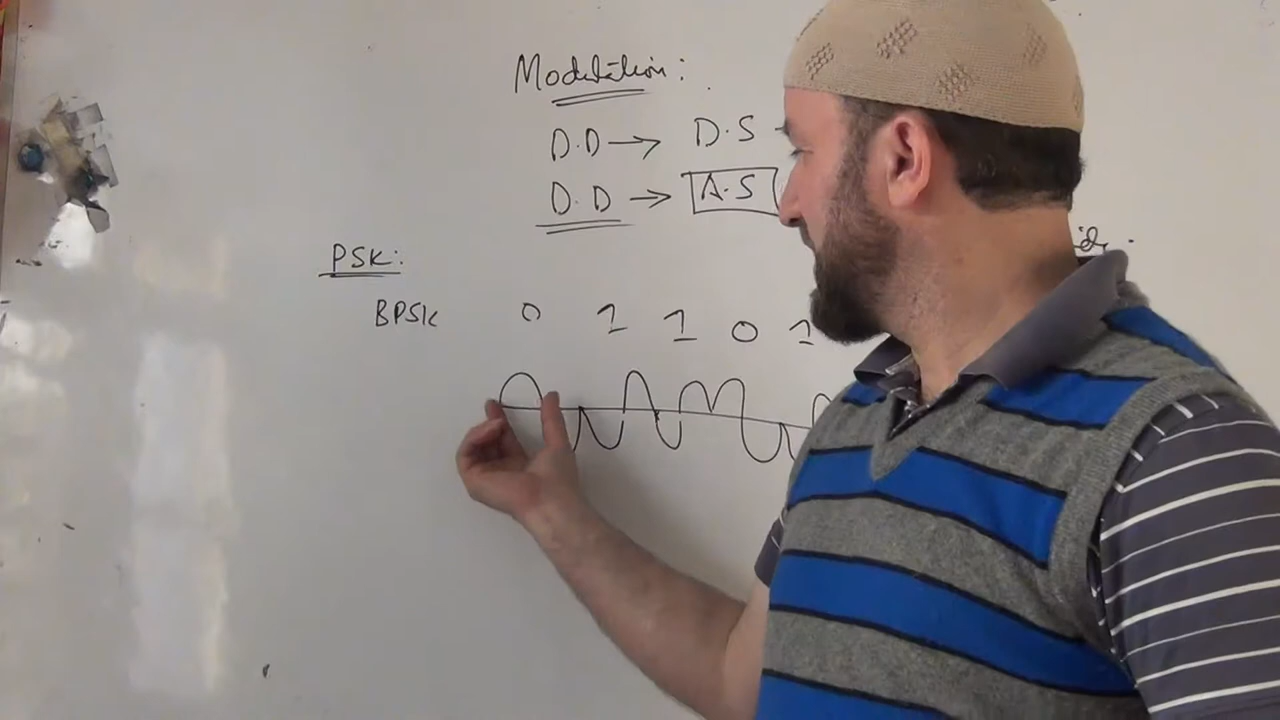 Modulation:
D.D → D.S
D.D → A.S
PSK:
BPSK 0 1 1 0 1